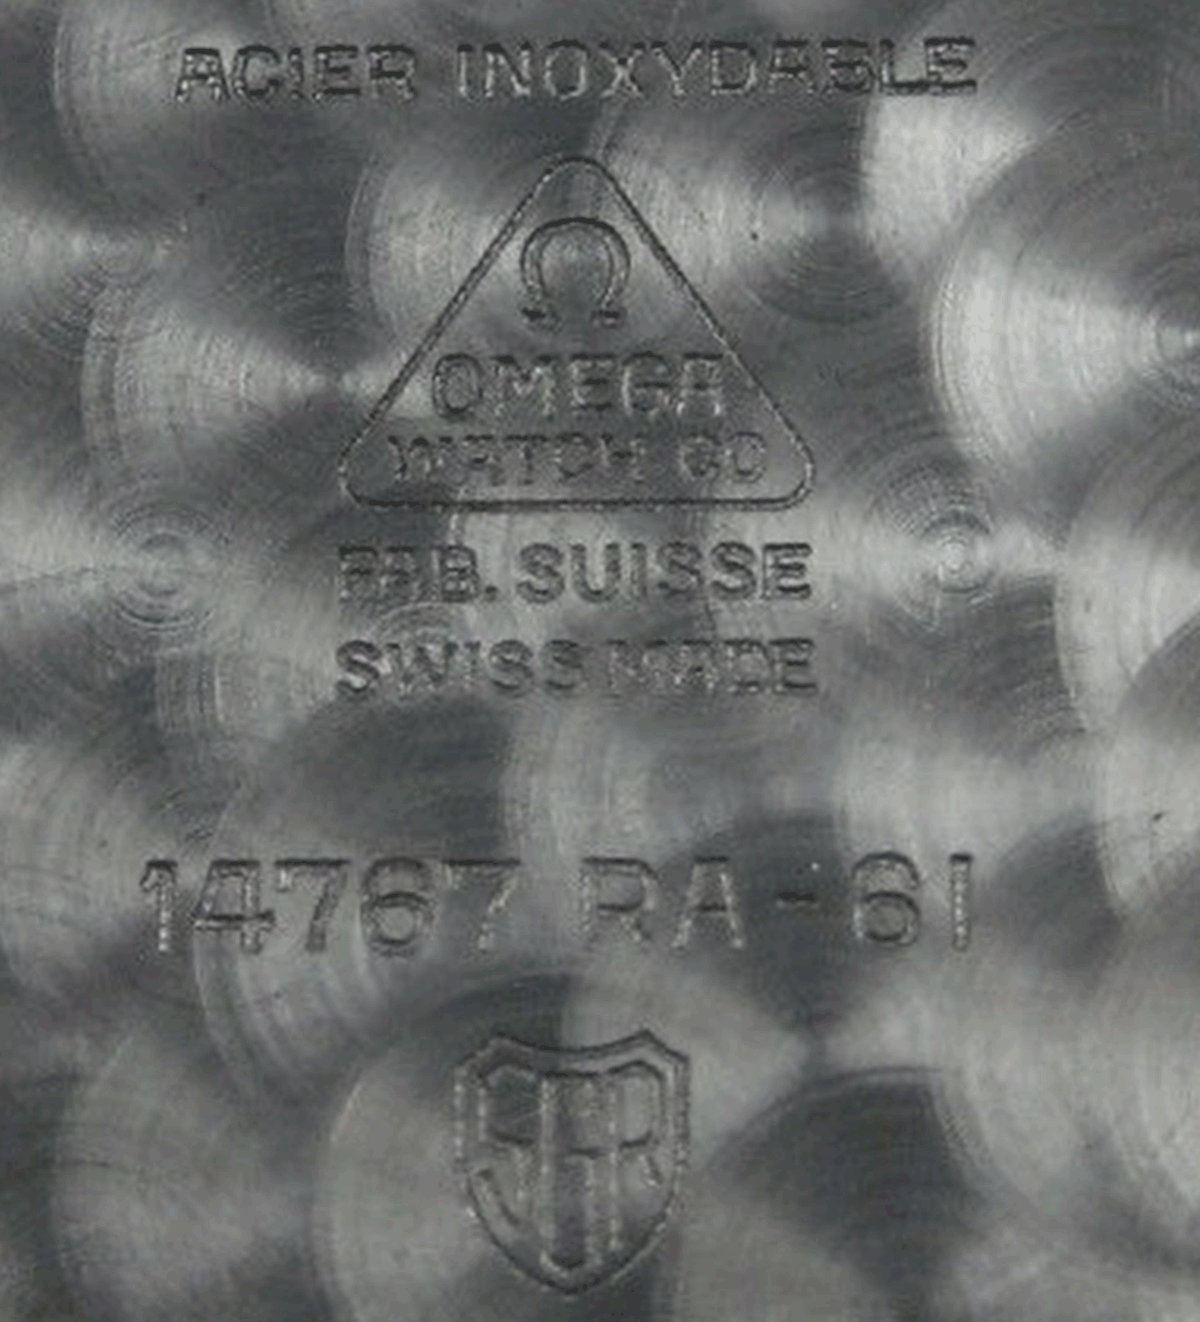 ACIER INOXYDABLE
Ω
OMEGA
WATCH CO
FAB. SUISSE
SWISS MADE
14767 RA-61